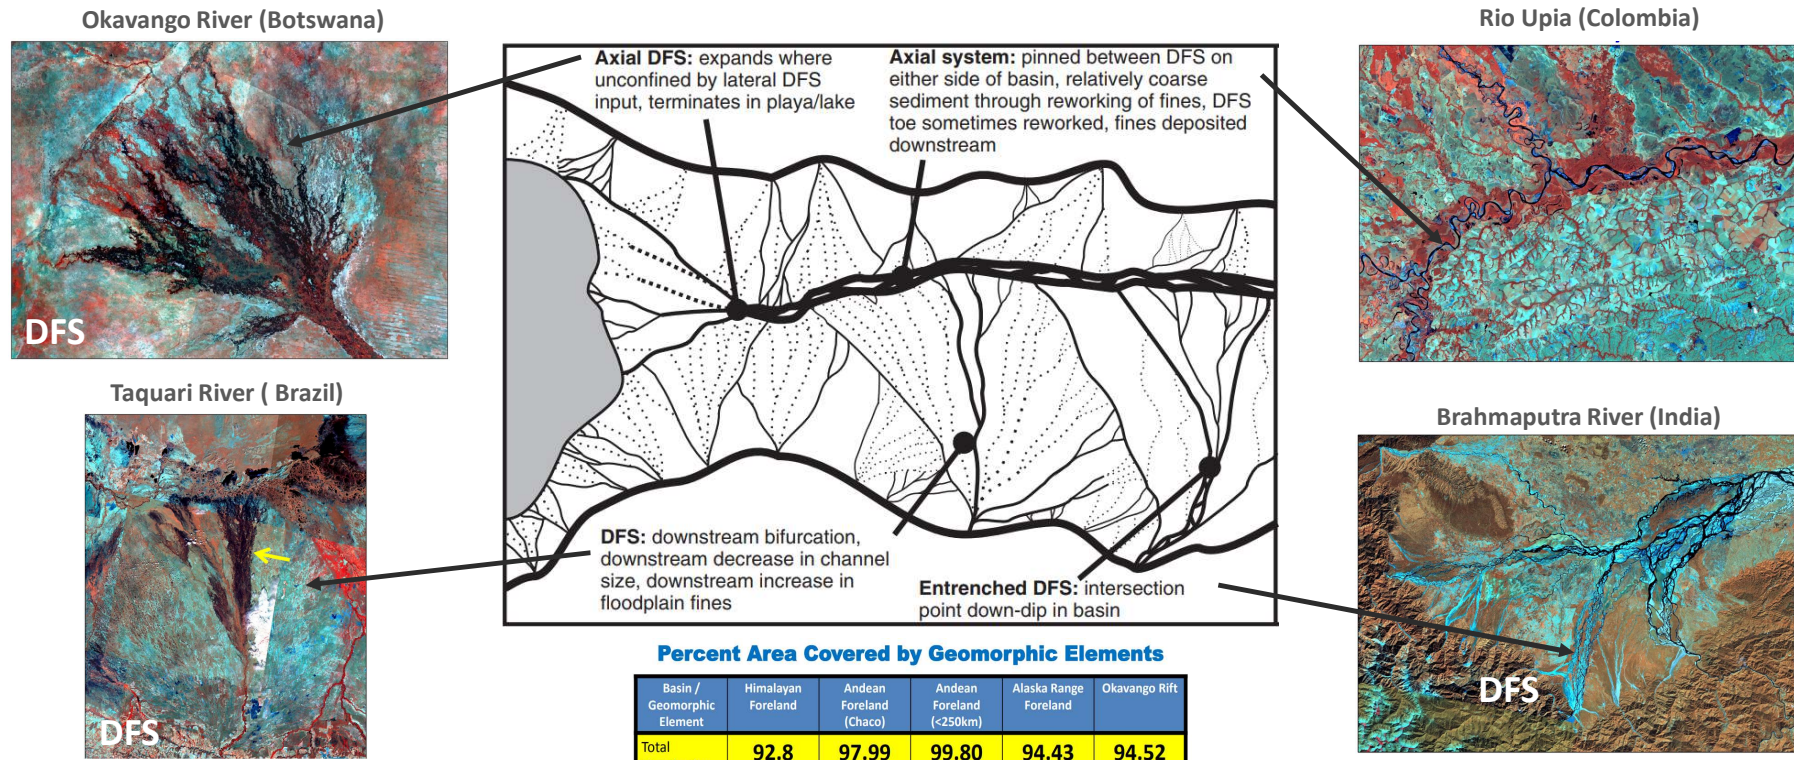 Okavango River (Botswana)
DFS
Taquari River ( Brazil)
DFS
Axial DFS: expands where
unconfined by lateral DFS
input, terminates in playa/lake
Axial system: pinned between DFS on
either side of basin, relatively coarse
sediment through reworking of fines, DFS
toe sometimes reworked, fines deposited
downstream
DFS: downstream bifurcation,
downstream decrease in channel
size, downstream increase in
floodplain fines
Entrenched DFS: intersection
point down-dip in basin
Rio Upia (Colombia)
Brahmaputra River (India)
DFS
Percent Area Covered by Geomorphic Elements
Basin / Geomorphic Element Himalayan Foreland Andean Foreland (Chaco) Andean Foreland (<250km) Alaska Range Foreland Okavango Rift
Total 92.8 97.99 99.80 94.43 94.52